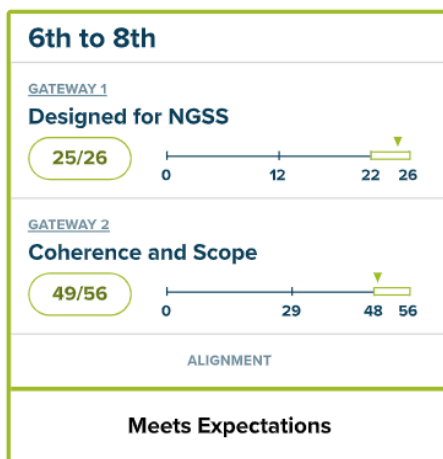 6th to 8th
GATEWAY 1
Designed for NGSS
25/26
0 12 22 26
GATEWAY 2
Coherence and Scope
49/56
0 29 48 56
ALIGNMENT
Meets Expectations